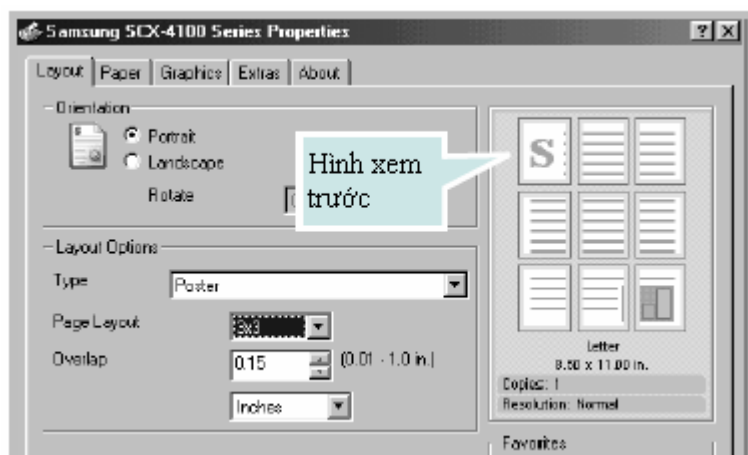 Samsung SCX-4100 Series Properties
Layout Paper Graphics Extras About
Orientation
Portrait
Landscape
Rotate
Hình xem
trước
Layout Options
Type
Poster
Page Layout
3x3
Overlap
0.15
(0.01 - 1.0 in.)
Inches
S
Letter
8.50 x 11.00 in.
Copies: 1
Resolution: Normal
Favorites